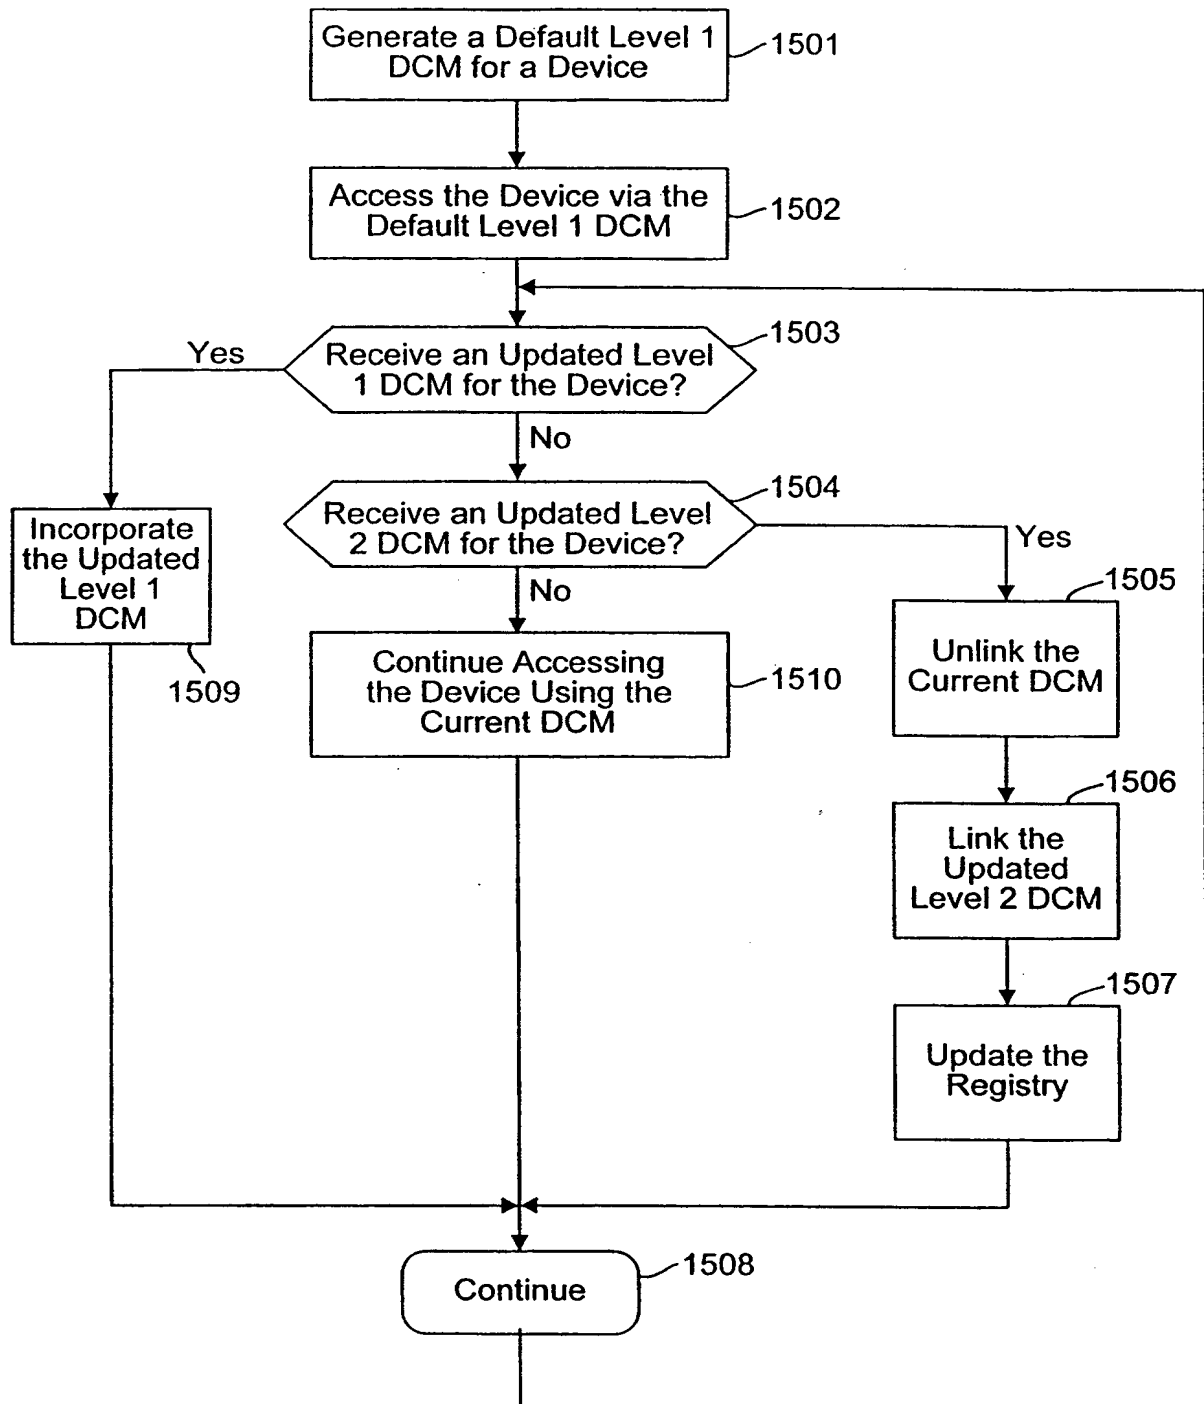 Generate a Default Level 1
DCM for a Device
1501
Access the Device via the
Default Level 1 DCM
1502
1503
Yes
Receive an Updated Level
1 DCM for the Device?
No
1504
Receive an Updated Level
2 DCM for the Device?
Yes
Incorporate
the Updated
Level 1
DCM
1509
No
1505
Continue Accessing
the Device Using the
Current DCM
1510
Unlink the
Current DCM
1506
Link the
Updated
Level 2 DCM
1507
Update the
Registry
1508
Continue